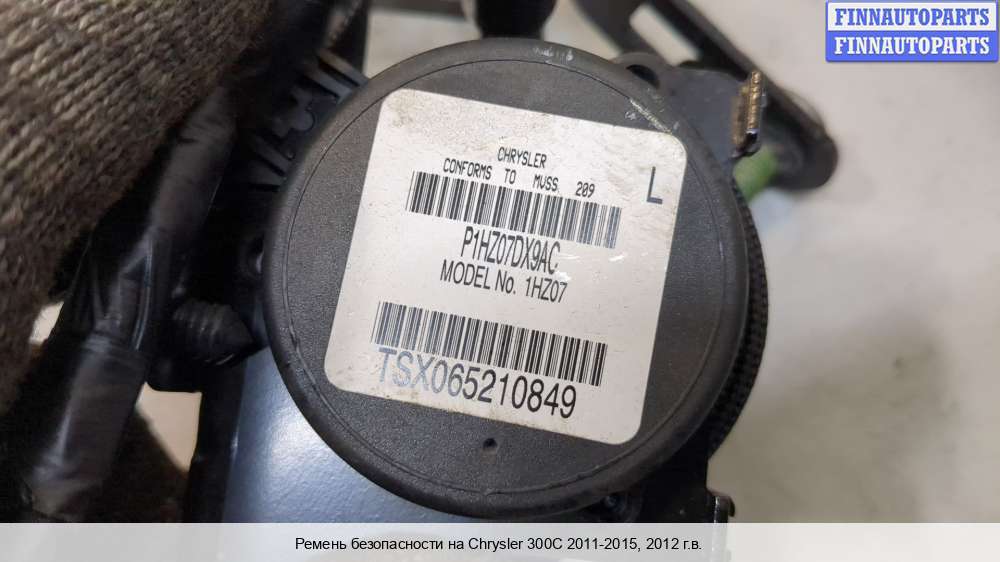 FINNAUTOPARTS
FINNAUTOPARTS
CHRYSLER
CONFORMS TO MVSS. 209
L
P1HZ07DX9AC
MODEL No. 1HZ07
TSX065210849
Ремень безопасности на Chrysler 300C 2011-2015, 2012 г.в.